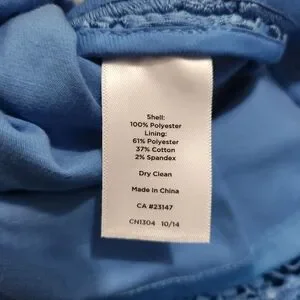 Shell:
100% Polyester
Lining:
61% Polyester
37% Cotton
2% Spandex
Dry Clean
Made in China
CA #23147
CN1304 10/14